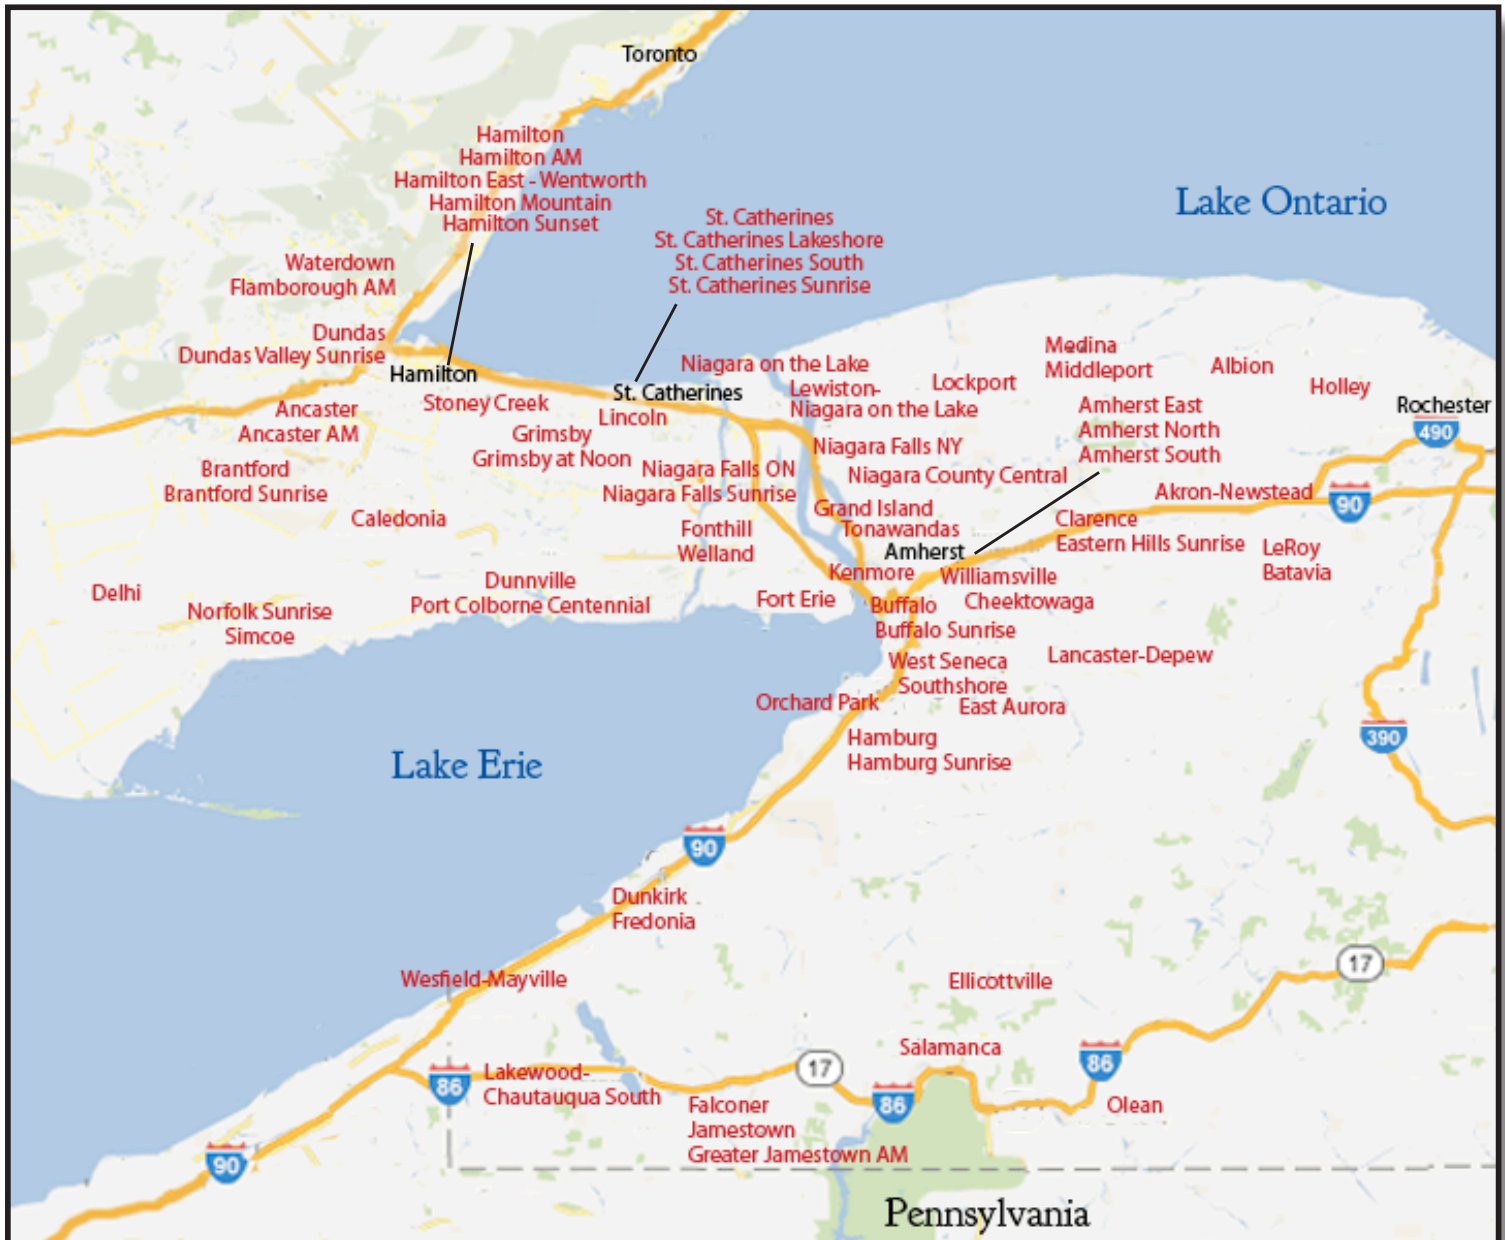 Toronto
Hamilton
Hamilton AM
Hamilton East - Wentworth
Hamilton Mountain
Hamilton Sunset
Lake Ontario
St. Catherines
St. Catherines Lakeshore
St. Catherines South
St. Catherines Sunrise
Waterdown
Flamborough AM
Dundas
Dundas Valley Sunrise
Hamilton
St. Catherines
Niagara on the Lake
Lewiston-
Niagara on the Lake
Lockport
Medina
Middleport
Albion
Holley
Rochester
490
Stoney Creek
Lincoln
Ancaster
Ancaster AM
Grimsby
Grimsby at Noon
Amherst East
Amherst North
Amherst South
Niagara Falls NY
Niagara County Central
Brantford
Brantford Sunrise
Niagara Falls ON
Niagara Falls Sunrise
Akron-Newstead
90
Caledonia
Grand Island
Tonawandas
Clarence
Eastern Hills Sunrise
Fonthill
Welland
Amherst
LeRoy
Batavia
Kenmore
Williamsville
Cheektowaga
Delhi
Norfolk Sunrise
Simcoe
Dunnville
Port Colborne Centennial
Fort Erie
Buffalo
Buffalo Sunrise
West Seneca
Southshore
Lancaster-Depew
Orchard Park
East Aurora
390
Hamburg
Hamburg Sunrise
Lake Erie
90
Dunkirk
Fredonia
Wesfield-Mayville
Ellicottville
17
Salamanca
86
17
86
Lakewood-
Chautauqua South
86
Falconer
Jamestown
Greater Jamestown AM
Olean
90
Pennsylvania